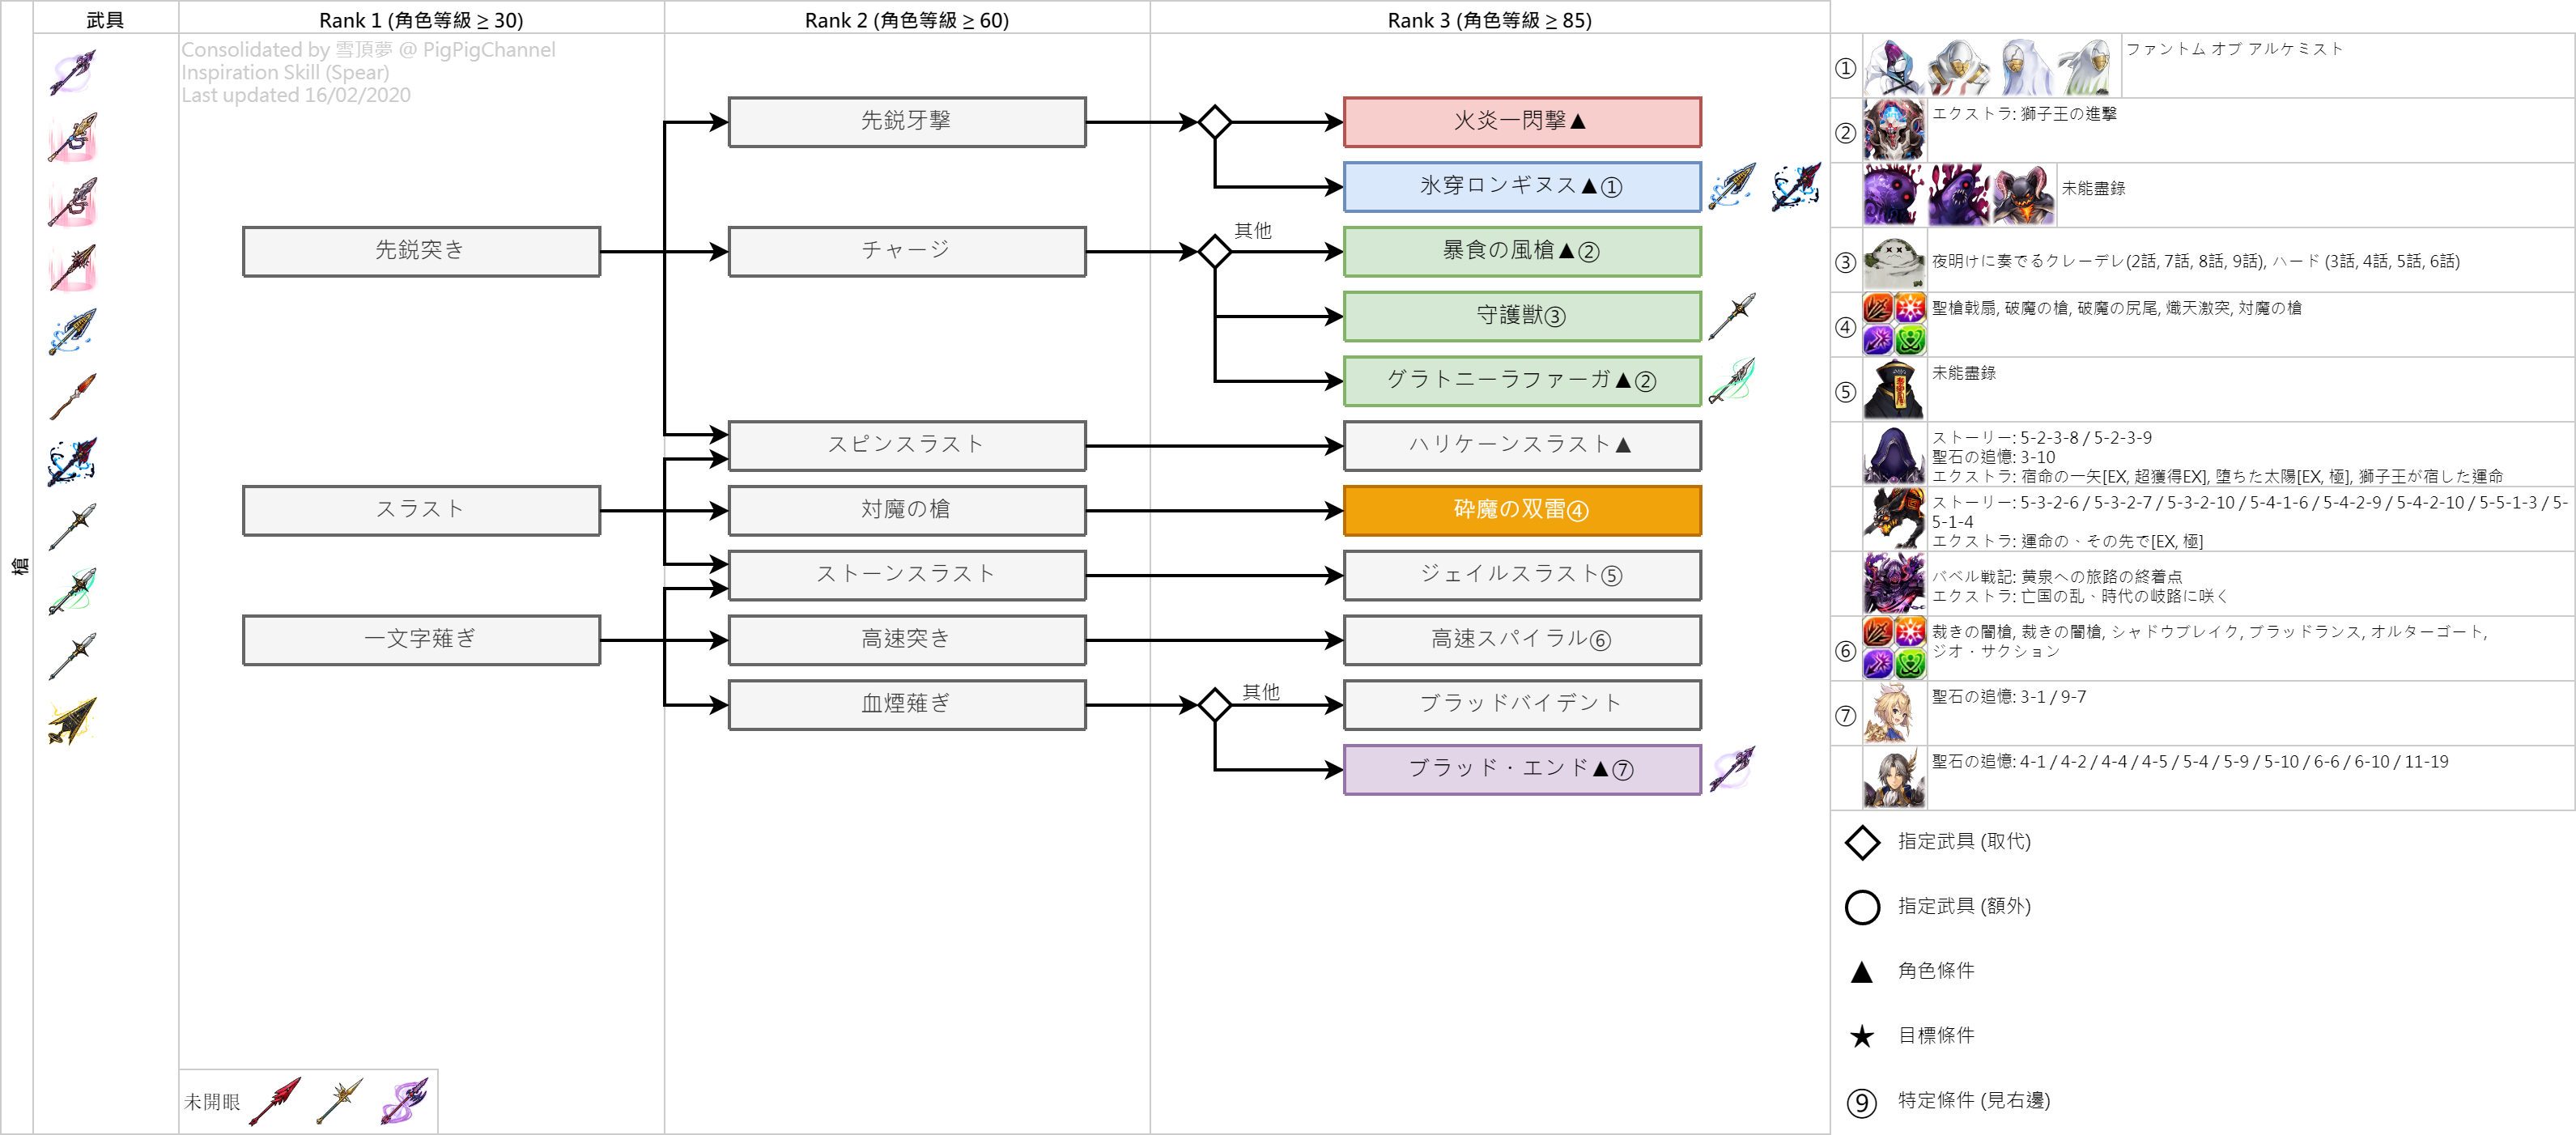 武具
Rank 1 (角色等級 ≥ 30)
Rank 2 (角色等級 ≥ 60)
Rank 3 (角色等級 ≥ 85)
槍
Consolidated by 雪頂夢 @ PigPigChannel
Inspiration Skill (Spear)
Last updated 16/02/2020
先鋭突き
スラスト
一文字薙ぎ
先鋭牙撃
チャージ
スピンスラスト
対魔の槍
ストーンスラスト
高速突き
血煙薙ぎ
火炎一閃撃▲
氷穿ロンギヌス▲①
其他
暴食の風槍▲②
守護獣③
グラトニーラファーガ▲②
ハリケーンスラスト▲
砕魔の双雷④
ジェイルスラスト⑤
高速スパイラル⑥
其他
ブラッドバイデント
ブラッド・エンド▲⑦
未開眼
①
ファントム オブ アルケミスト
②
エクストラ: 獅子王の進撃
未能盡錄
③
夜明けに奏でるクレーデレ(2話, 7話, 8話, 9話), ハード (3話, 4話, 5話, 6話)
④
聖槍戟扇, 破魔の槍, 破魔の尻尾, 熾天激突, 対魔の槍
⑤
未能盡錄
ストーリー: 5-2-3-8 / 5-2-3-9
聖石の追憶: 3-10
エクストラ: 宿命の一矢[EX, 超獲得EX], 堕ちた太陽[EX, 極], 獅子王が宿した運命
ストーリー: 5-3-2-6 / 5-3-2-7 / 5-3-2-10 / 5-4-1-6 / 5-4-2-9 / 5-4-2-10 / 5-5-1-3 / 5-
5-1-4
エクストラ: 運命の、その先で[EX, 極]
バベル戦記: 黄泉への旅路の終着点
エクストラ: 亡国の乱、時代の岐路に咲く
⑥
裁きの闇槍, 裁きの闇槍, シャドウブレイク, ブラッドランス, オルターゴート,
ジオ・サクション
⑦
聖石の追憶: 3-1 / 9-7
聖石の追憶: 4-1 / 4-2 / 4-4 / 4-5 / 5-4 / 5-9 / 5-10 / 6-6 / 6-10 / 11-19
指定武具 (取代)
指定武具 (額外)
▲ 角色條件
★ 目標條件
⑨ 特定條件 (見右邊)